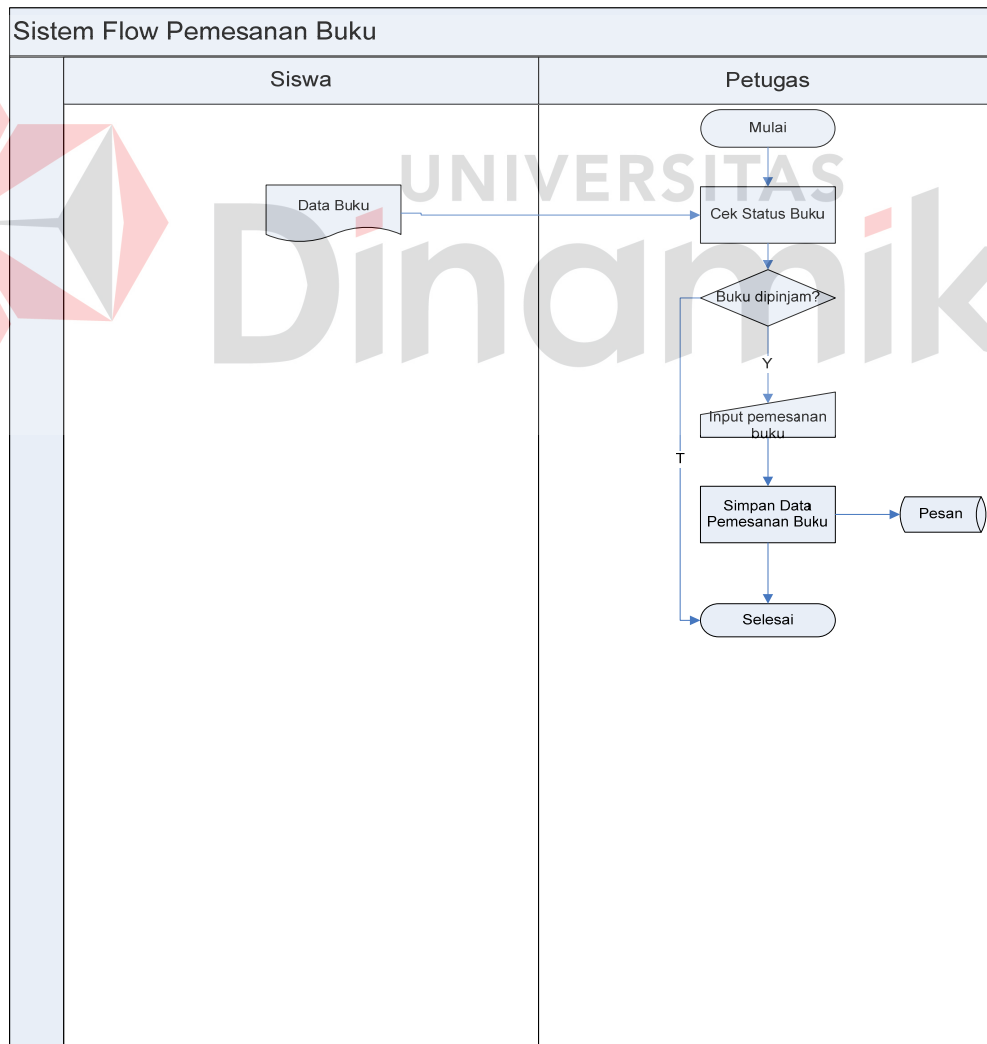 Sistem Flow Pemesanan Buku
Siswa
Petugas
Mulai
UNIVERSITAS
Dinamik
Data Buku
Cek Status Buku
Buku dipinjam?
Y
Input pemesanan
buku
T
Simpan Data
Pemesanan Buku
Pesan
Selesai